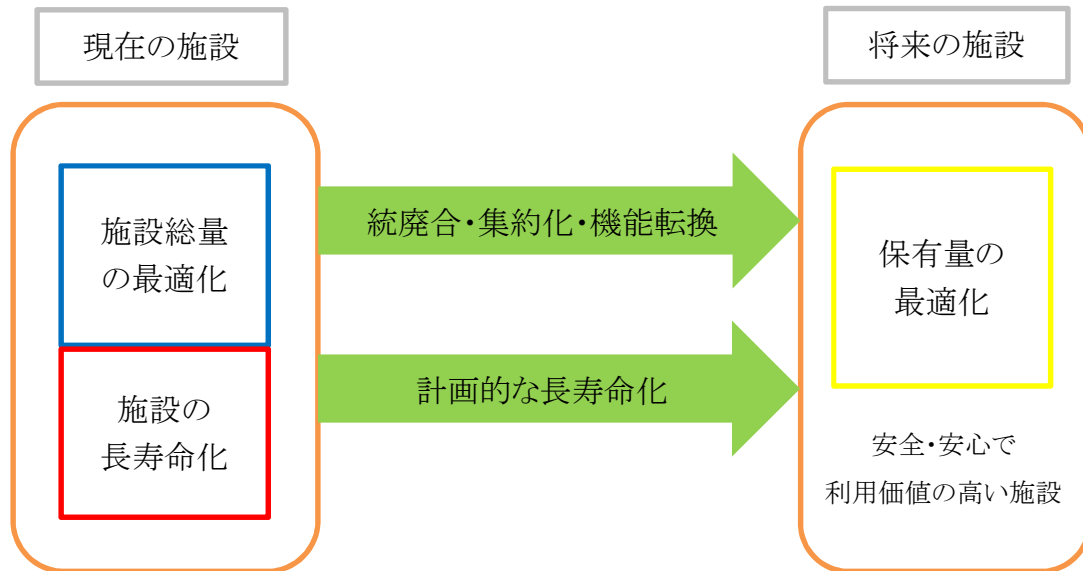 現在の施設
将来の施設
施設総量
の最適化
統廃合・集約化・機能転換
保有量の
最適化
施設の
長寿命化
計画的な長寿命化
安全・安心で
利用価値の高い施設